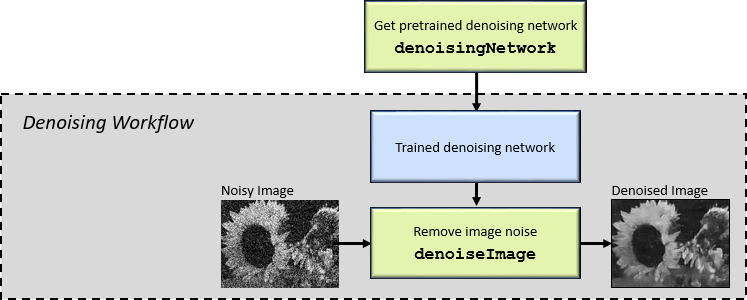 Get pretrained denoising network
denoisingNetwork
Denoising Workflow
Trained denoising network
Noisy Image
Denoised Image
Remove image noise
denoiseImage